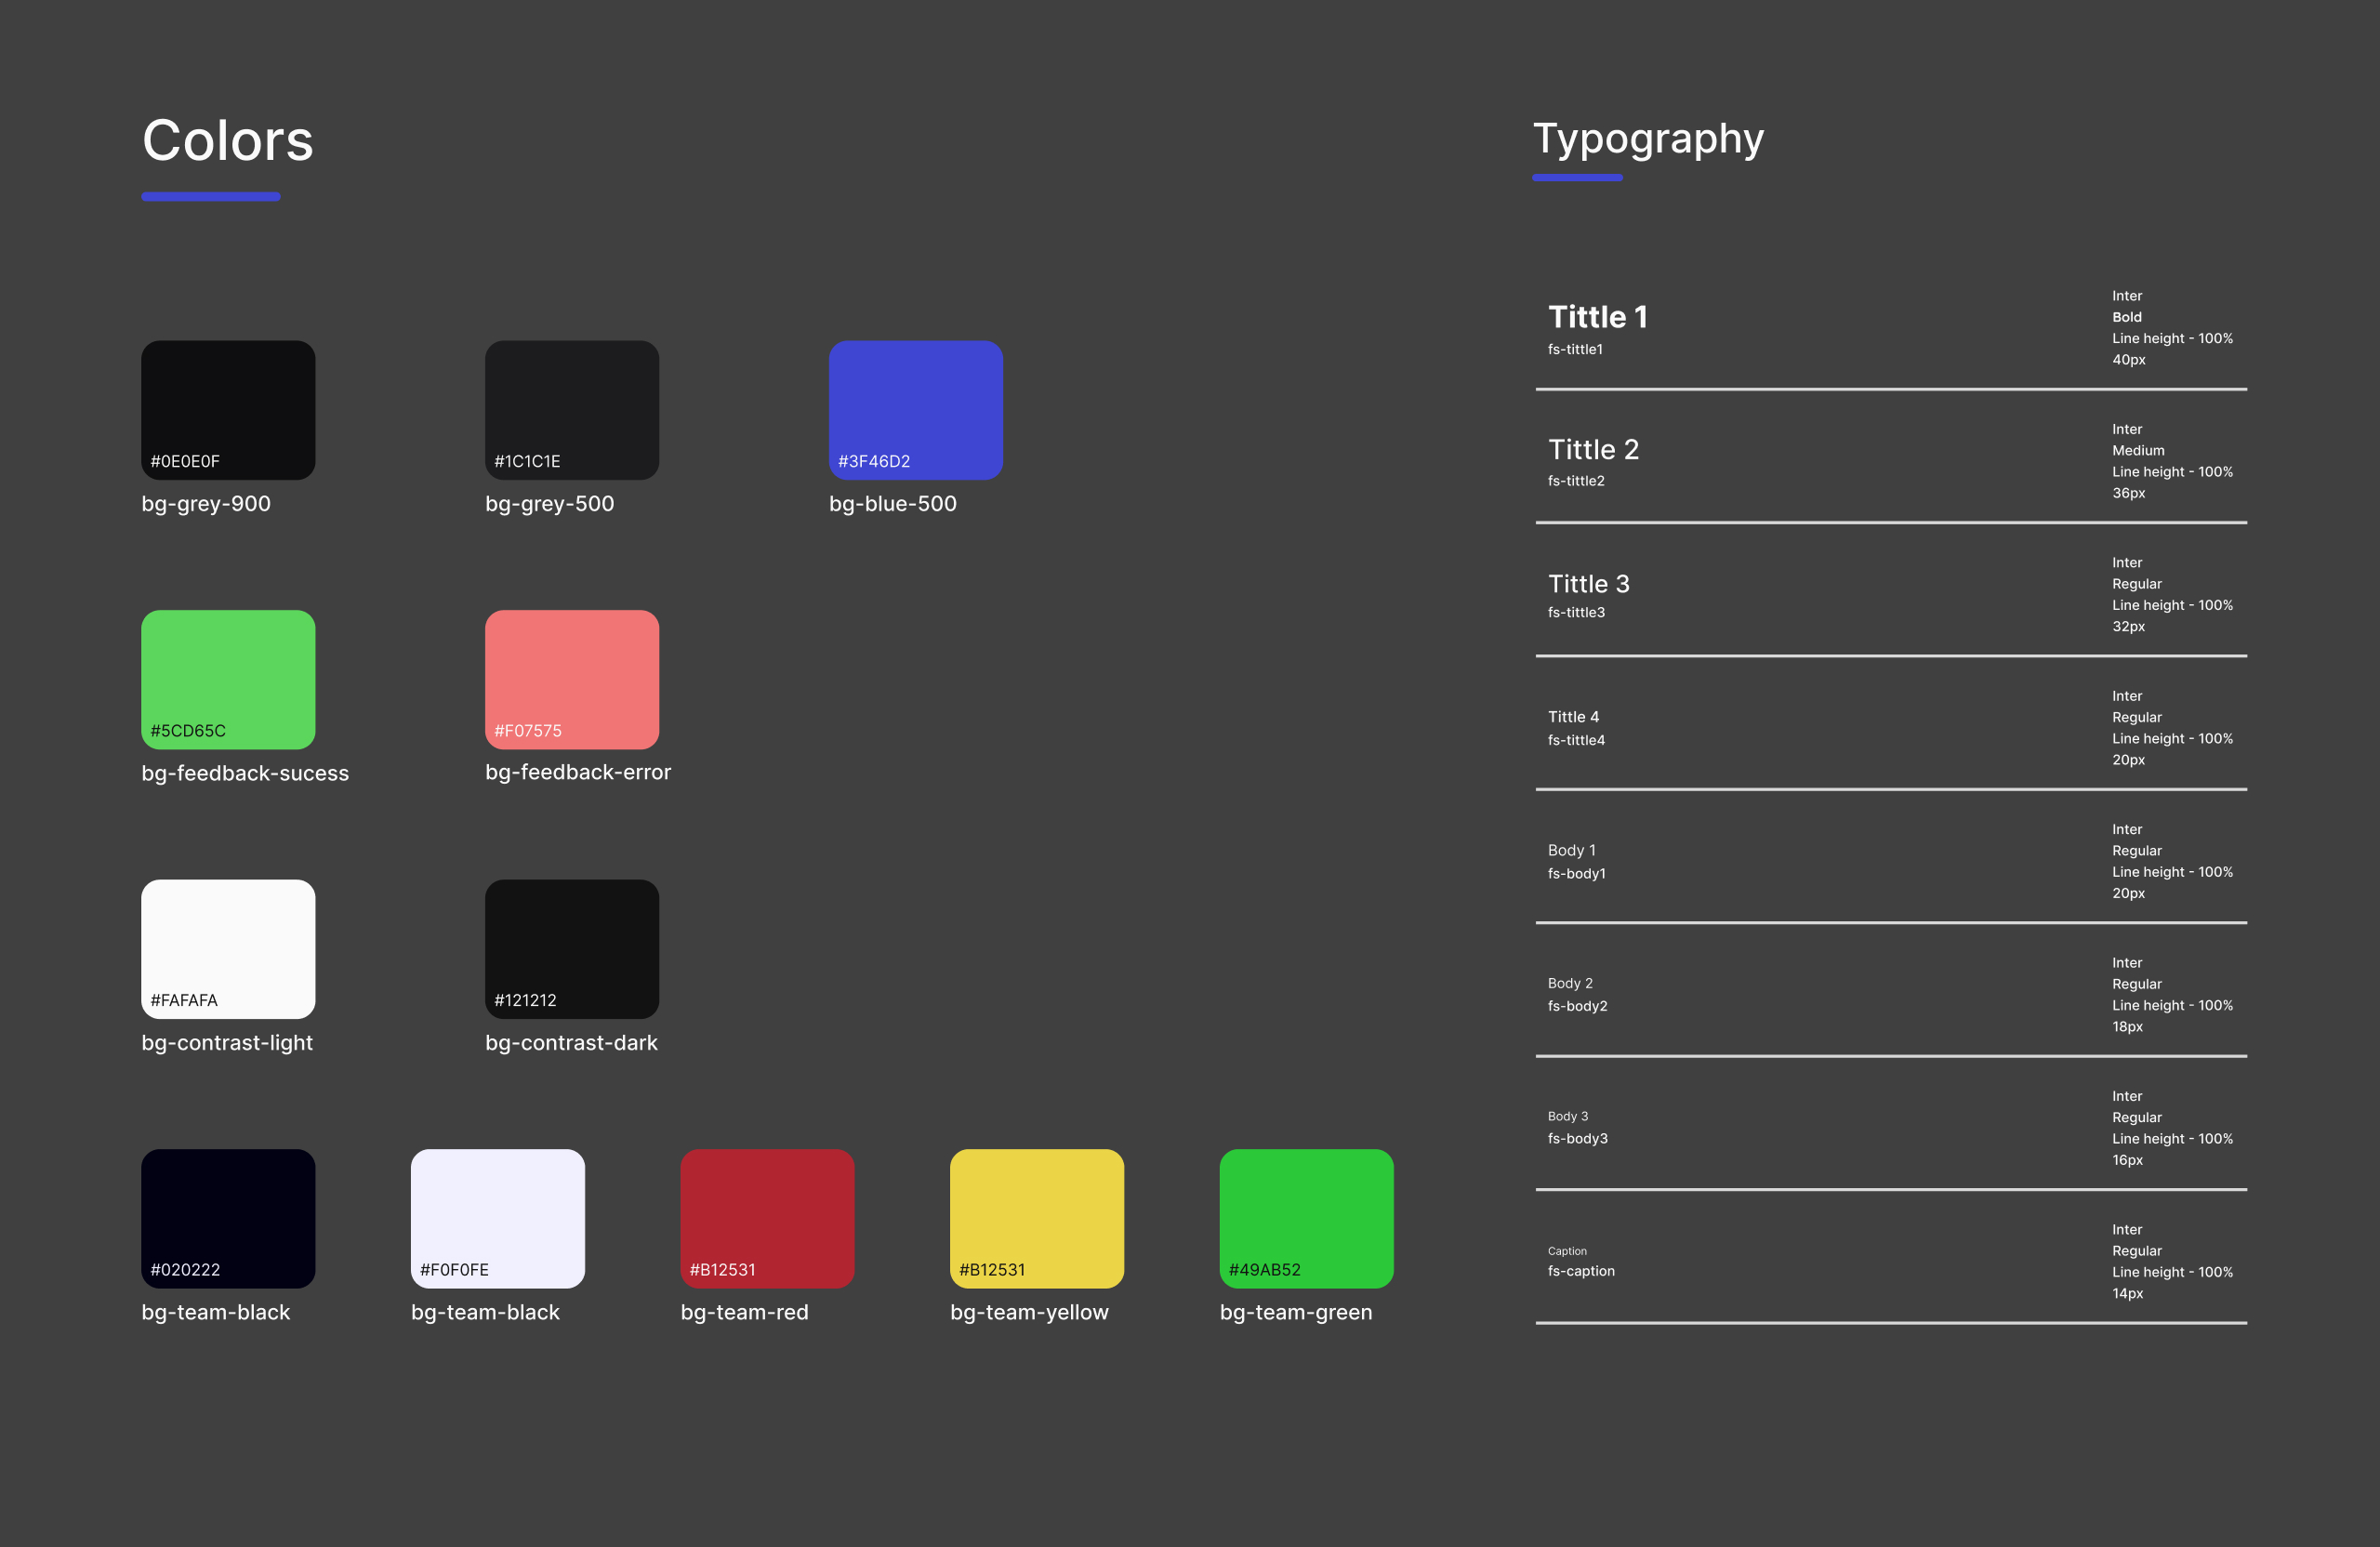 Colors
#0E0E0F
bg-grey-900
#1C1C1E
bg-grey-500
#3F46D2
bg-blue-500
#5CD65C
bg-feedback-sucess
#F07575
bg-feedback-error
#FAFAFA
bg-contrast-light
#121212
bg-contrast-dark
#020222
bg-team-black
#F0F0FE
bg-team-black
#B12531
bg-team-red
#B12531
bg-team-yellow
#49AB52
bg-team-green
Typography
Tittle 1
fs-tittle1
Inter
Bold
Line height - 100%
40px
Tittle 2
fs-tittle2
Inter
Medium
Line height - 100%
36px
Tittle 3
fs-tittle3
Inter
Regular
Line height - 100%
32px
Tittle 4
fs-tittle4
Inter
Regular
Line height - 100%
20px
Body 1
fs-body1
Inter
Regular
Line height - 100%
20px
Body 2
fs-body2
Inter
Regular
Line height - 100%
18px
Body 3
fs-body3
Inter
Regular
Line height - 100%
16px
Caption
fs-caption
Inter
Regular
Line height - 100%
14px